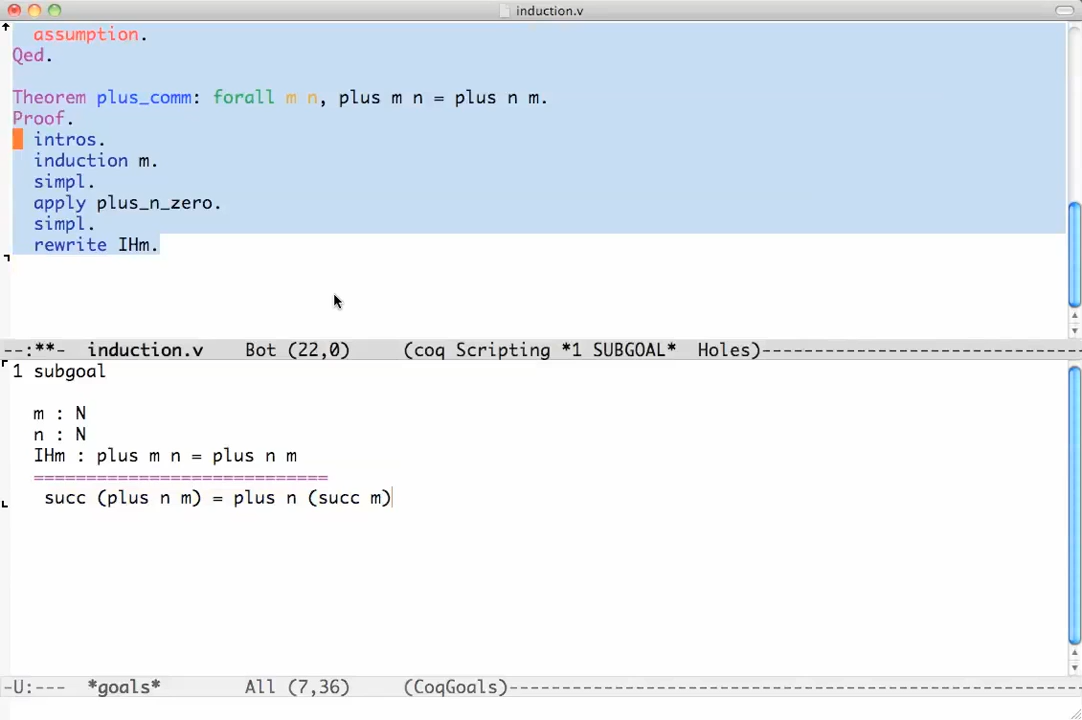 induction.v
assumption.
Qed.
Theorem plus_comm: forall m n, plus m n = plus n m.
Proof.
intros.
induction m.
simpl.
apply plus_n_zero.
simpl.
rewrite IHm.
--:**-  induction.v    Bot (22,0)     (coq Scripting *1 SUBGOAL*  Holes)-----------------------------
1 subgoal
m : N
n : N
IHm : plus m n = plus n m
============================
succ (plus n m) = plus n (succ m)
-U:---  *goals*        All (7,36)     (CoqGoals)-----------------------------------------------------